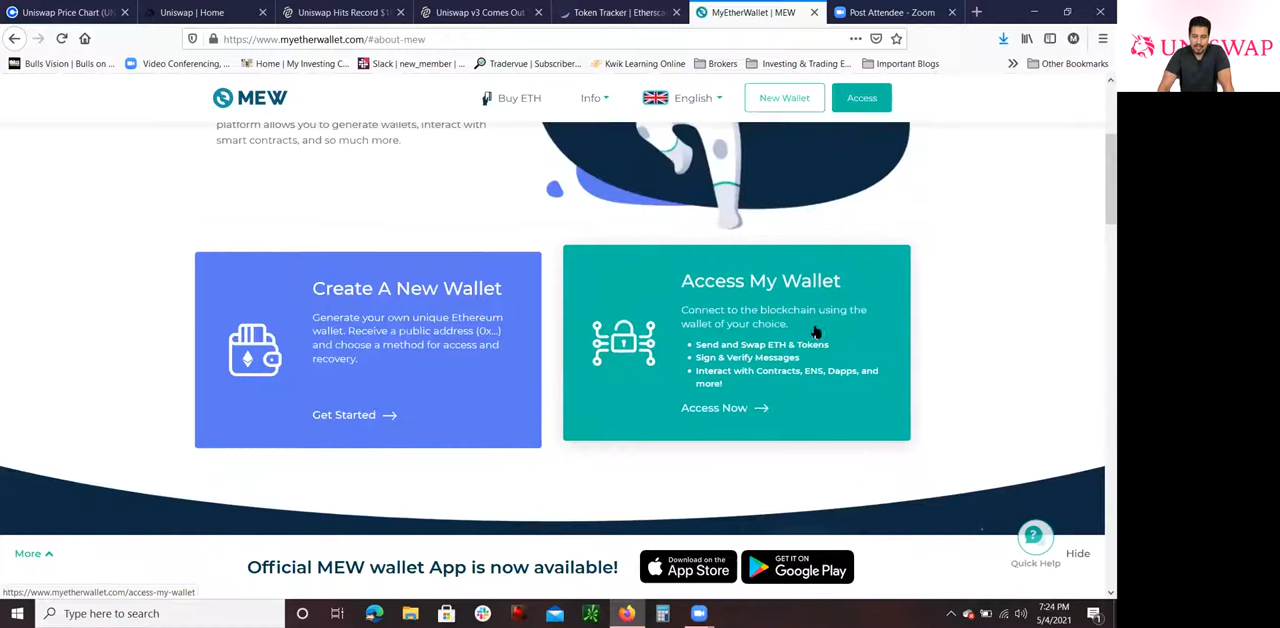 Uniswap Price Chart (UN
Uniswap | Home
Uniswap Hits Record $1
Uniswap v3 Comes Out
Token Tracker | Ethersca
MyEtherWallet | MEW
Post Attendee - Zoom
https://www.myetherwallet.com/#about-mew
Bulls Vision | Bulls on ...
Video Conferencing, ...
Home | My Investing C...
Slack | new_member | ...
Tradervue | Subscriber...
Kwik Learning Online
Brokers
Investing & Trading E...
Important Blogs
Other Bookmarks
UNISWAP
MEW
Buy ETH
Info
English
New Wallet
Access
platform allows you to generate wallets, interact with
smart contracts, and so much more.
Create A New Wallet
Generate your own unique Ethereum
wallet. Receive a public address (0x...)
and choose a method for access and
recovery.
Get Started
Access My Wallet
Connect to the blockchain using the
wallet of your choice.
• Send and Swap ETH & Tokens
• Sign & Verify Messages
• Interact with Contracts, ENS, Dapps, and
more!
Access Now
More
Official MEW wallet App is now available!
Download on the
App Store
GET IT ON
Google Play
?
Quick Help
Hide
https://www.myetherwallet.com/access-my-wallet
Type here to search
7:24 PM
5/4/2021